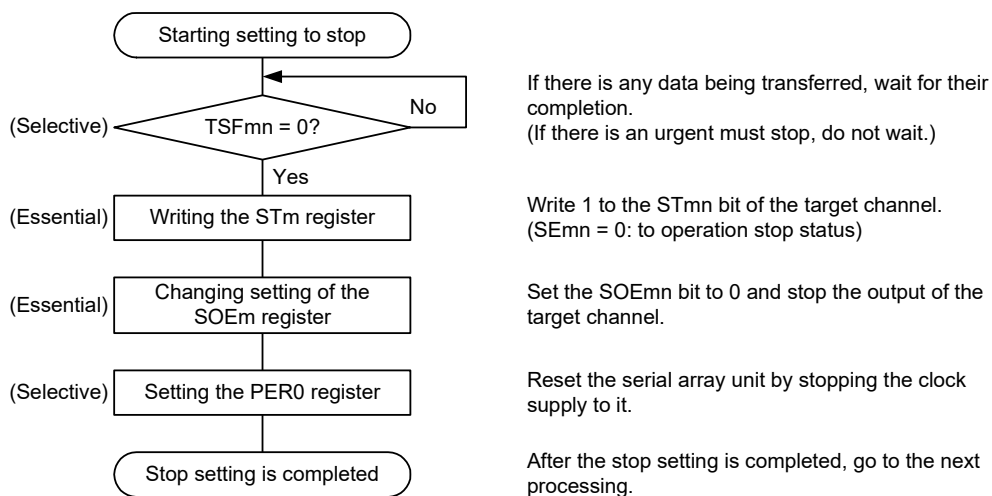 Starting setting to stop
No
If there is any data being transferred, wait for their
completion.
(If there is an urgent must stop, do not wait.)
(Selective)
TSFmn = 0?
Yes
(Essential)
Writing the STm register
Write 1 to the STmn bit of the target channel.
(SEmn = 0: to operation stop status)
(Essential)
Changing setting of the
SOEm register
Set the SOEmn bit to 0 and stop the output of the
target channel.
(Selective)
Setting the PER0 register
Reset the serial array unit by stopping the clock
supply to it.
Stop setting is completed
After the stop setting is completed, go to the next
processing.